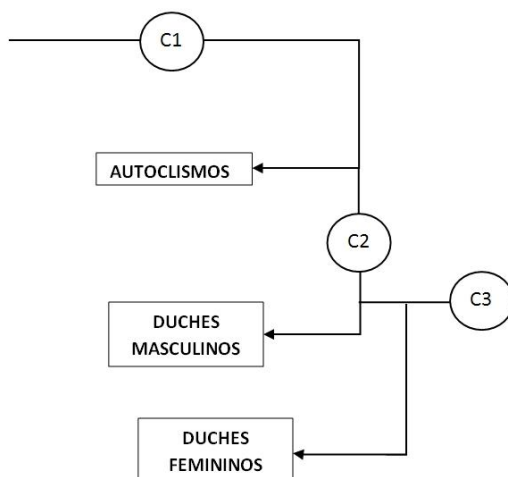 C1
AUTOCLISMOS
C2
C3
DUCHES
MASCULINOS
DUCHES
FEMININOS